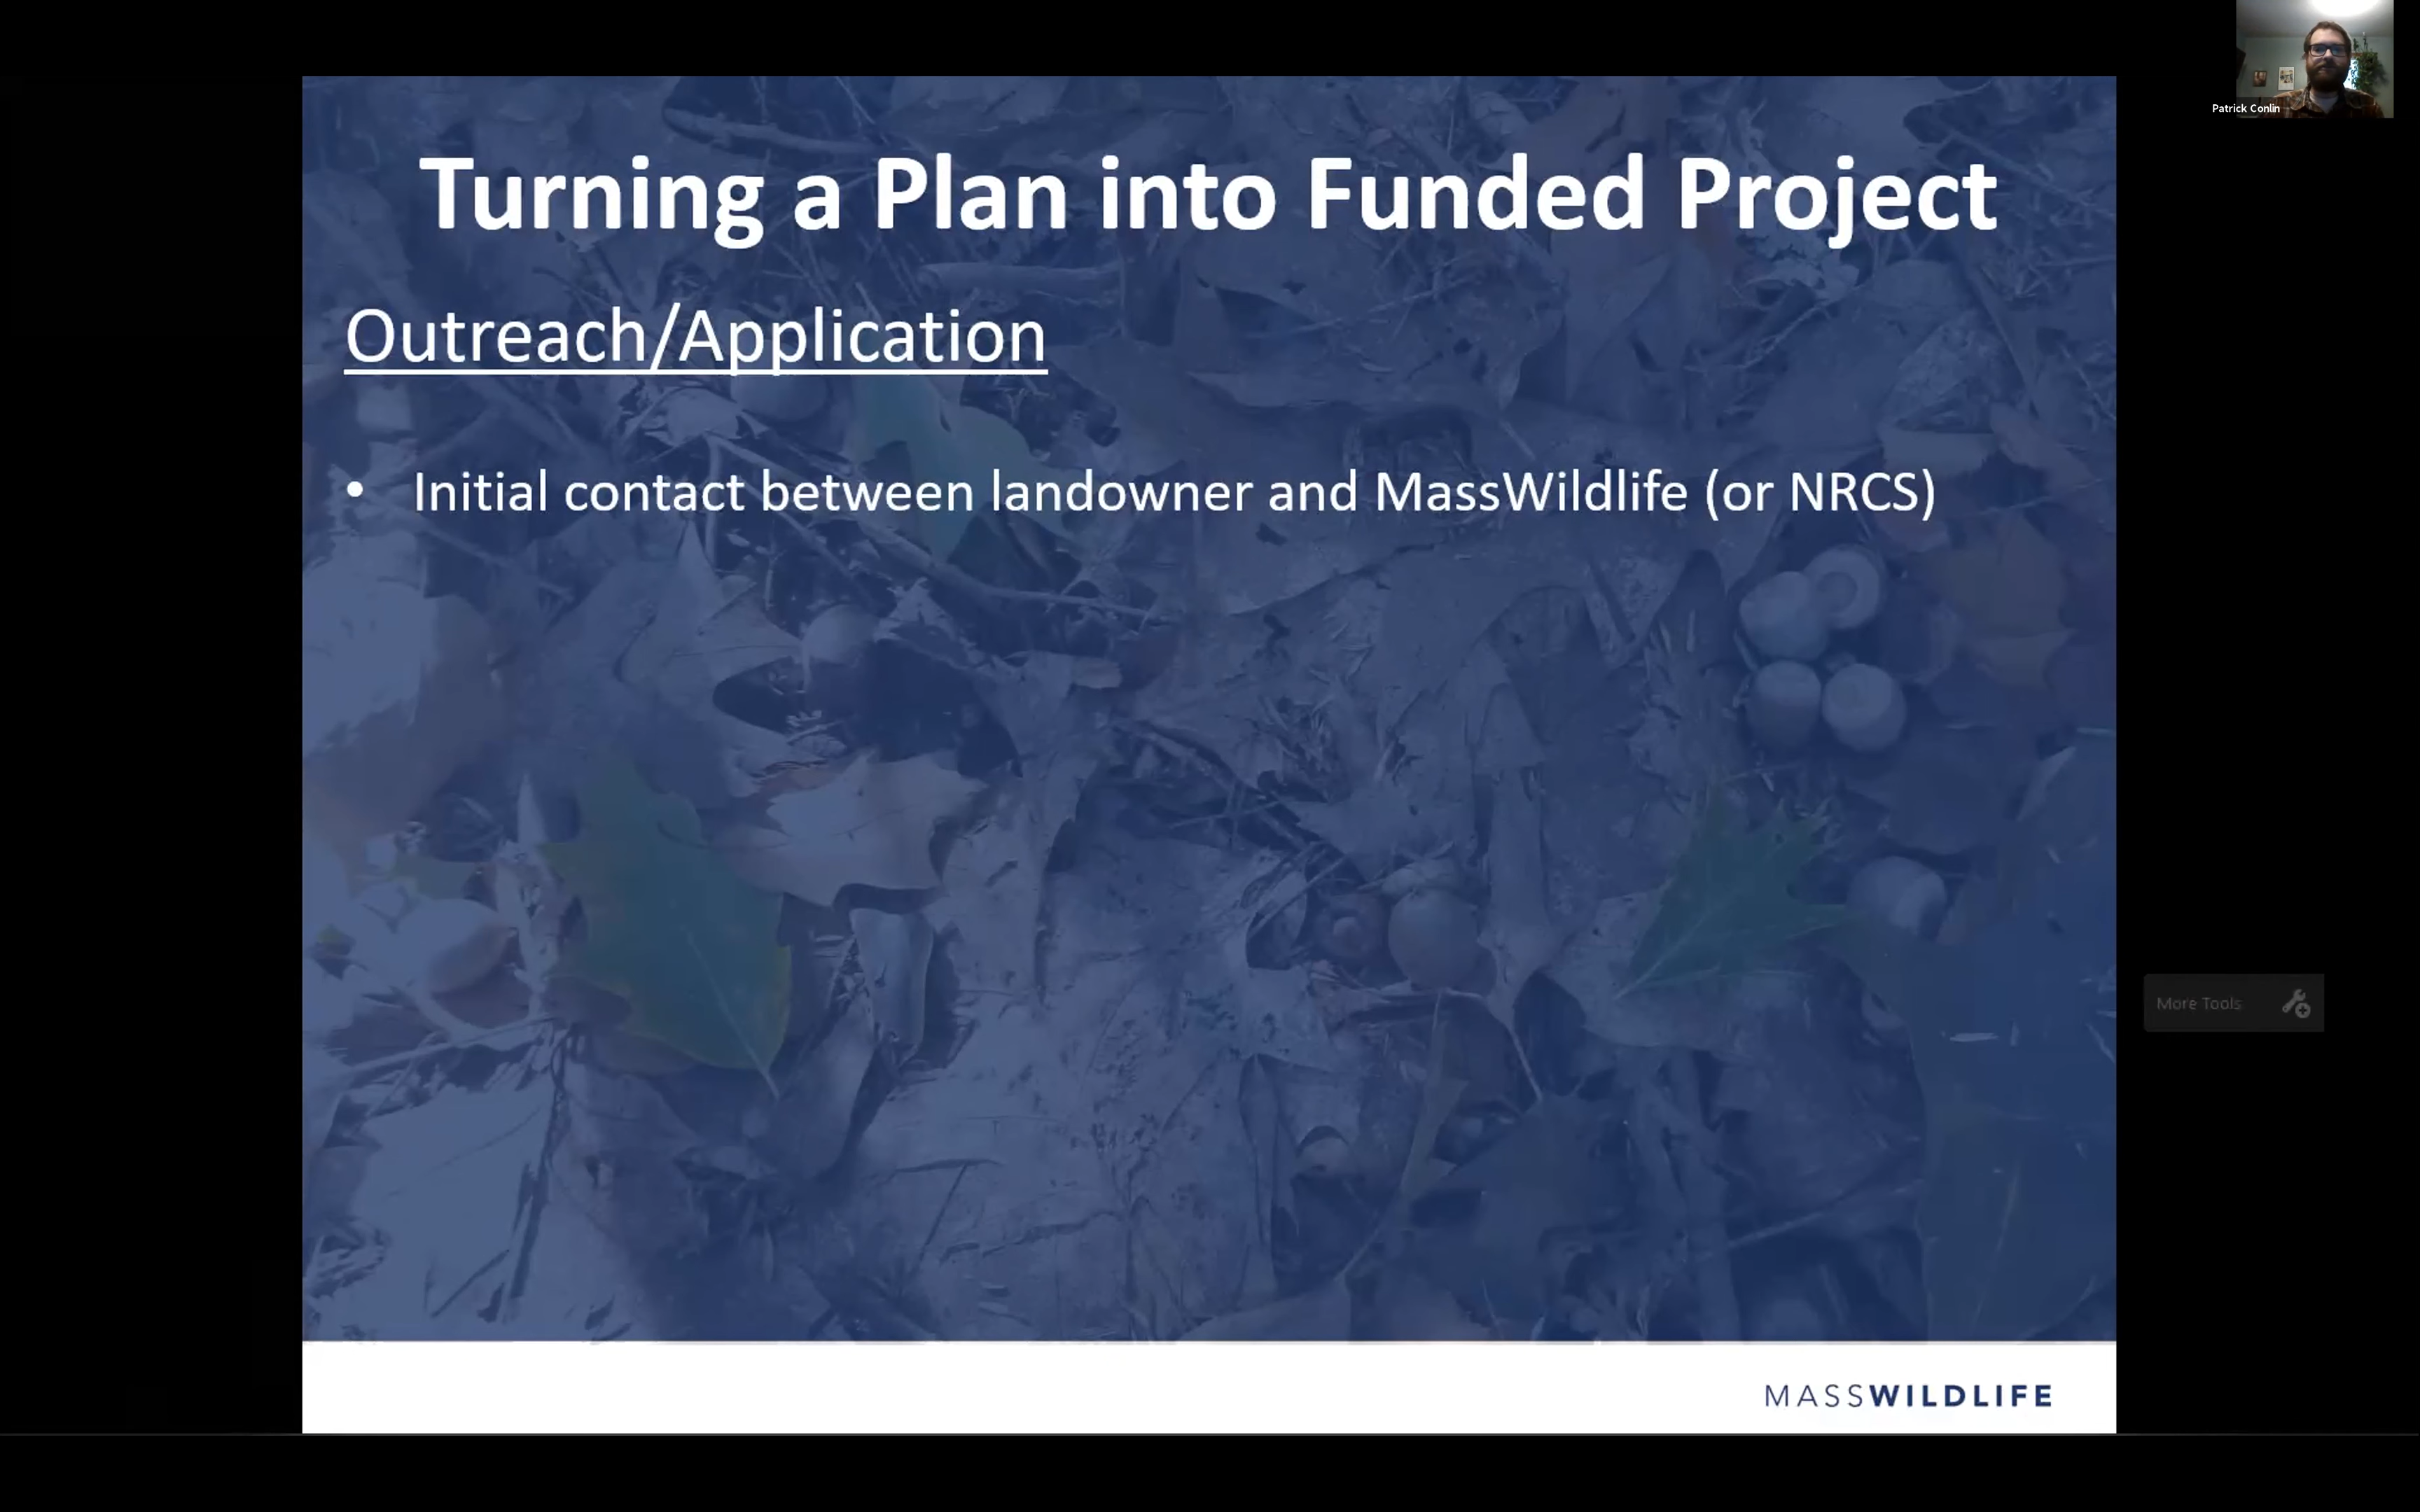 Patrick Conlin
Turning a Plan into Funded Project
Outreach/Application
• Initial contact between landowner and MassWildlife (or NRCS)
More Tools
MASSWILDLIFE